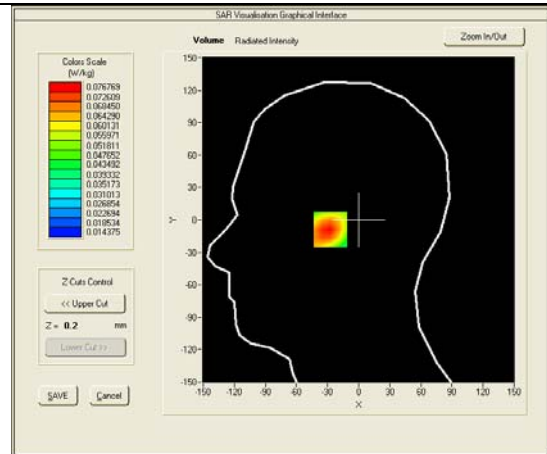 SAR Visualisation Graphical Interface
Volume Radiated Intensity
Zoom In/Out
Colors Scale
(W/kg)
0.076769
0.072609
0.068450
0.064290
0.060131
0.055971
0.051811
0.047652
0.043492
0.039332
0.035173
0.031013
0.026854
0.022694
0.018534
0.014375
Z Cuts Control
<< Upper Cut
Z = 0.2 mm
Lower Cut >>
SAVE
Cancel
150
120
90
60
30
0
-30
-60
-90
-120
-150
Y
-150 -120 -90 -60 -30 0 30 60 90 120 150
X